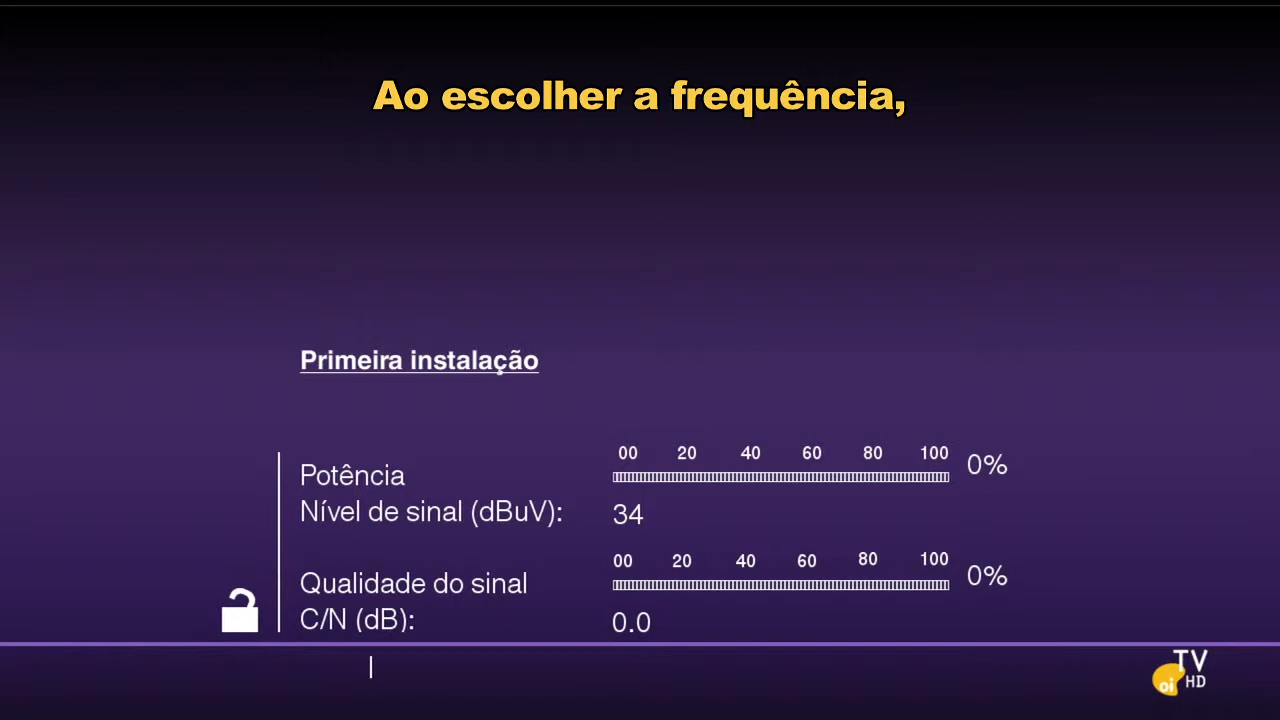 Ao escolher a frequência,
Primeira instalação
00 20 40 60 80 100
Potência 0%
Nível de sinal (dBuV): 34
00 20 40 60 80 100
Qualidade do sinal 0%
C/N (dB): 0.0
oi TV HD